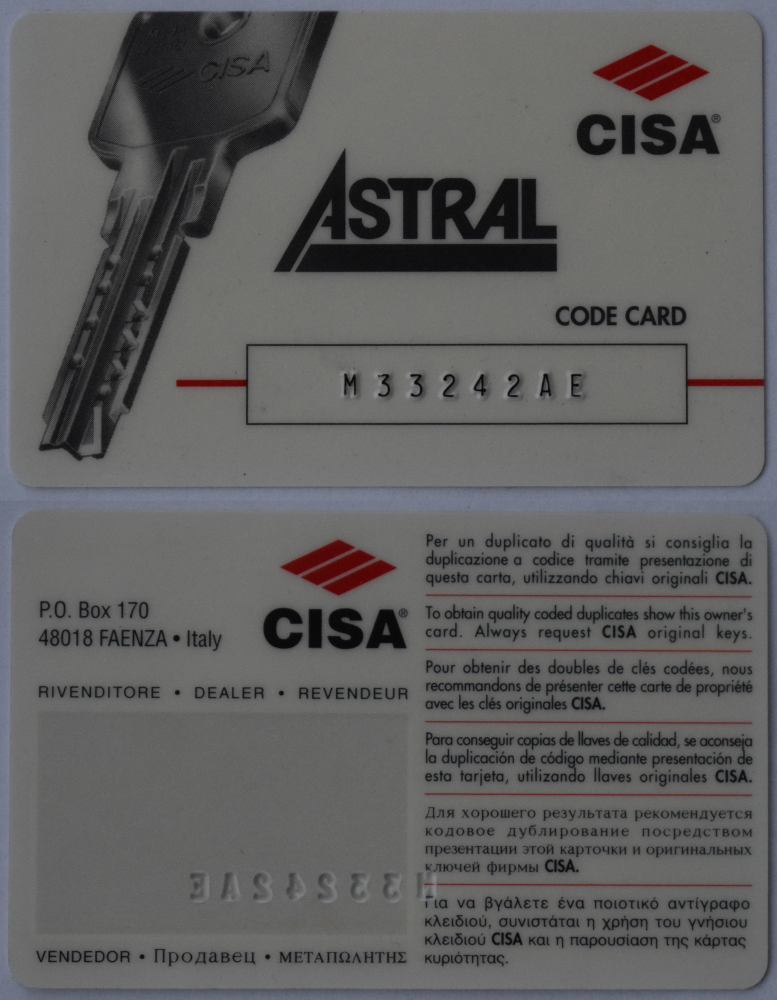 CISA
CISA®
ASTRAL
CODE CARD
M33242AE
P.O. Box 170
48018 FAENZA • Italy
CISA®
RIVENDITORE • DEALER • REVENDEUR
M33242AE
VENDEDOR • Продавец • ΜΕΤΑΠΩΛΗΤΗΣ
Per un duplicato di qualità si consiglia la
duplicazione a codice tramite presentazione di
questa carta, utilizzando chiavi originali CISA.
To obtain quality coded duplicates show this owner's
card. Always request CISA original keys.
Pour obtenir des doubles de clés codées, nous
recommandons de présenter cette carte de propriété
avec les clés originales CISA.
Para conseguir copias de llaves de calidad, se aconseja
la duplicación de código mediante presentación de
esta tarjeta, utilizando llaves originales CISA.
Для хорошего результата рекомендуется
кодовое дублирование посредством
презентации этой карточки и оригинальных
ключей фирмы CISA.
Για να βγάλετε ένα ποιοτικό αντίγραφο
κλειδιού, συνιστάται η χρήση του γνήσιου
κλειδιού CISA και η παρουσίαση της κάρτας
κυριότητας.